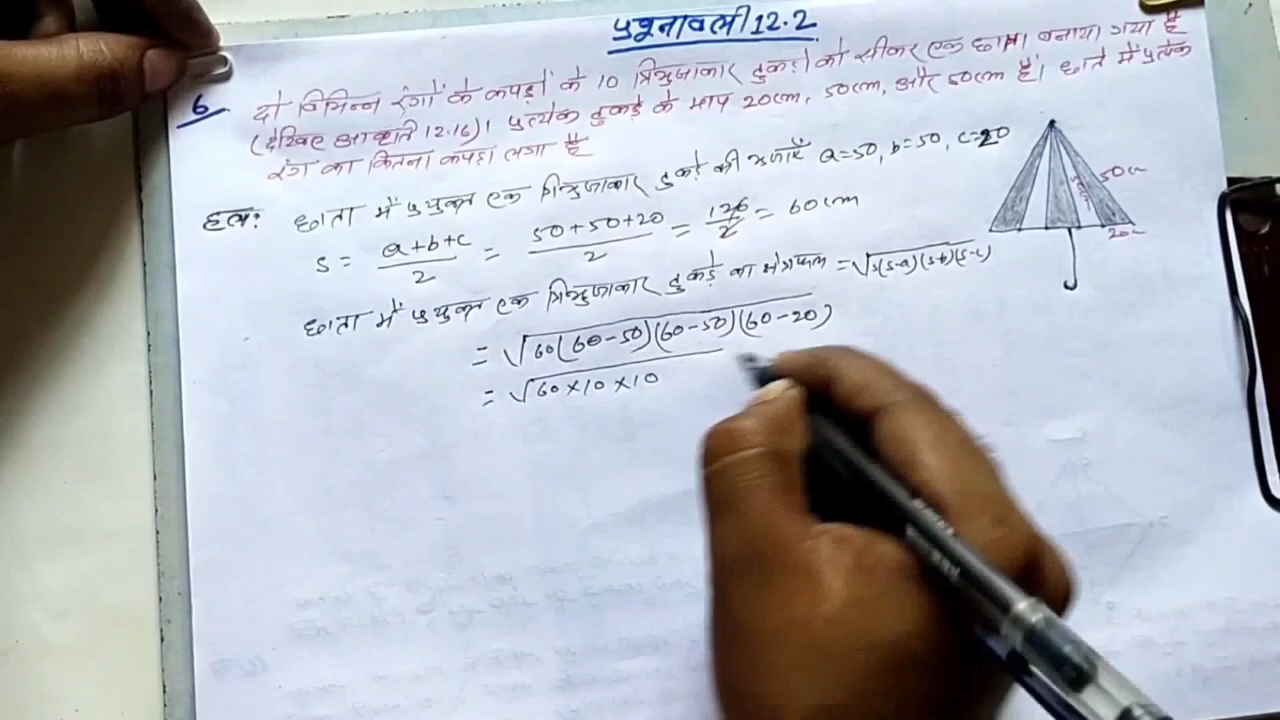 प्रश्नावली 12.2
6 दो विभिन्न रंगों के कपड़ों के 10 त्रिभुजाकार टुकड़ों को सीकर एक छाता बनाया गया है
(देखिए आकृति 12.16)। प्रत्येक टुकड़े के माप 20cm, 50cm, और 50cm हैं। छाते में प्रत्येक
रंग का कितना कपड़ा लगा है
हल: छाता में प्रयुक्त एक त्रिभुजाकार टुकड़े की भुजाएँ a=50, b=50, c=20
s = a+b+c/2 = 50+50+20/2 = 120/2 = 60cm
छाता में प्रयुक्त एक त्रिभुजाकार टुकड़े का क्षेत्रफल = √s(s-a)(s-b)(s-c)
= √60(60-50)(60-50)(60-20)
= √60×10×10
50cm
20cm